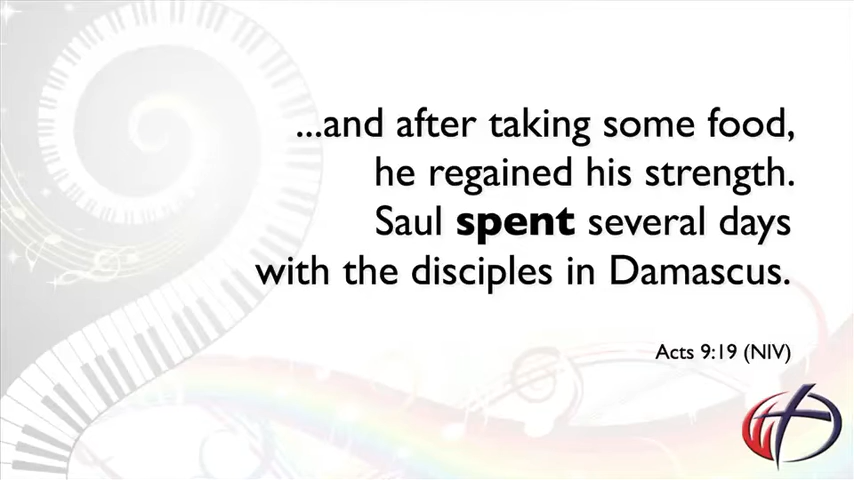 ...and after taking some food,
he regained his strength.
Saul spent several days
with the disciples in Damascus.
Acts 9:19 (NIV)